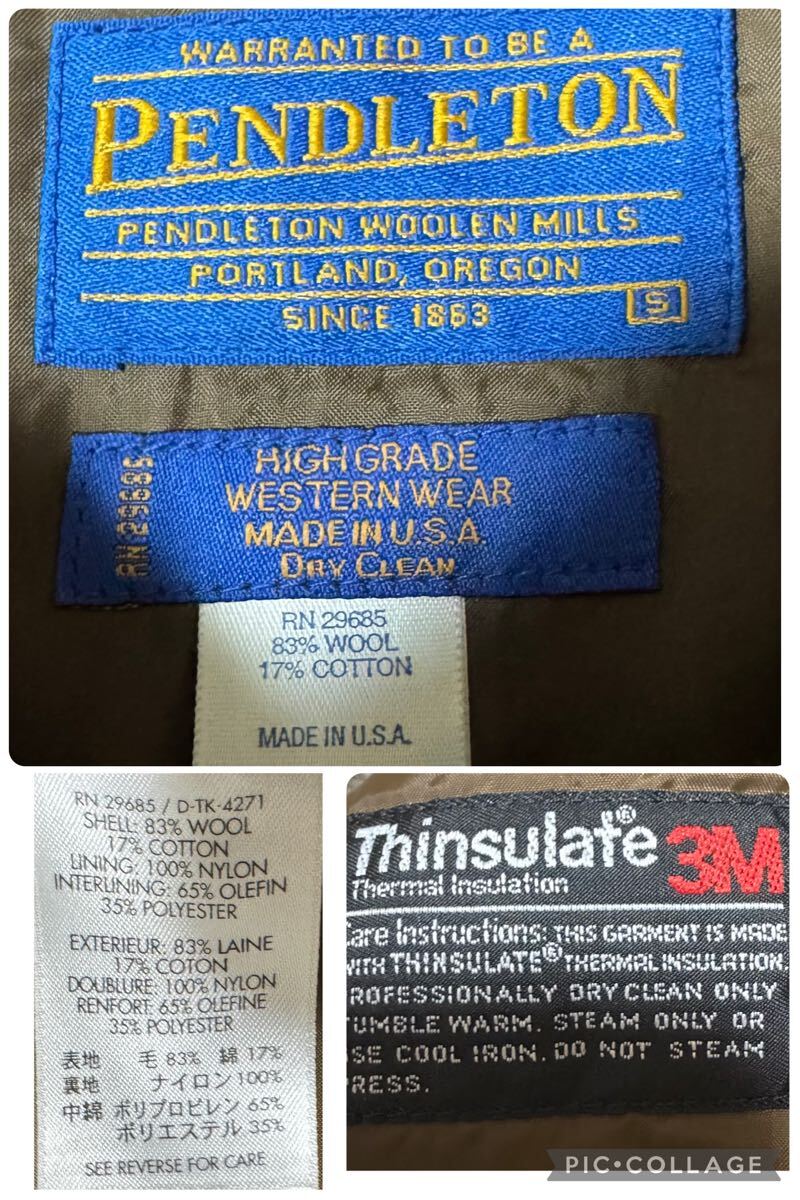 WARRANTED TO BE A
PENDLETON
PENDLETON WOOLEN MILLS
PORTLAND, OREGON
SINCE 1863
S
RN 29685
HIGH GRADE
WESTERN WEAR
MADE IN U.S.A.
DRY CLEAN
RN 29685
83% WOOL
17% COTTON
MADE IN U.S.A.
RN 29685 / D-TK-4271
SHELL: 83% WOOL
17% COTTON
LINING: 100% NYLON
INTERLINING: 65% OLEFIN
35% POLYESTER
EXTERIEUR: 83% LAINE
17% COTON
DOUBLURE: 100% NYLON
RENFORT: 65% OLEFINE
35% POLYESTER
表地 毛 83% 綿 17%
裏地 ナイロン 100%
中綿 ポリプロピレン 65%
ポリエステル 35%
SEE REVERSE FOR CARE
Thinsulate® 3M
Thermal Insulation
Care Instructions: THIS GARMENT IS MADE
WITH THINSULATE® THERMAL INSULATION.
PROFESSIONALLY DRY CLEAN ONLY
TUMBLE WARM. STEAM ONLY OR
USE COOL IRON. DO NOT STEAM
PRESS.
PIC•COLLAGE